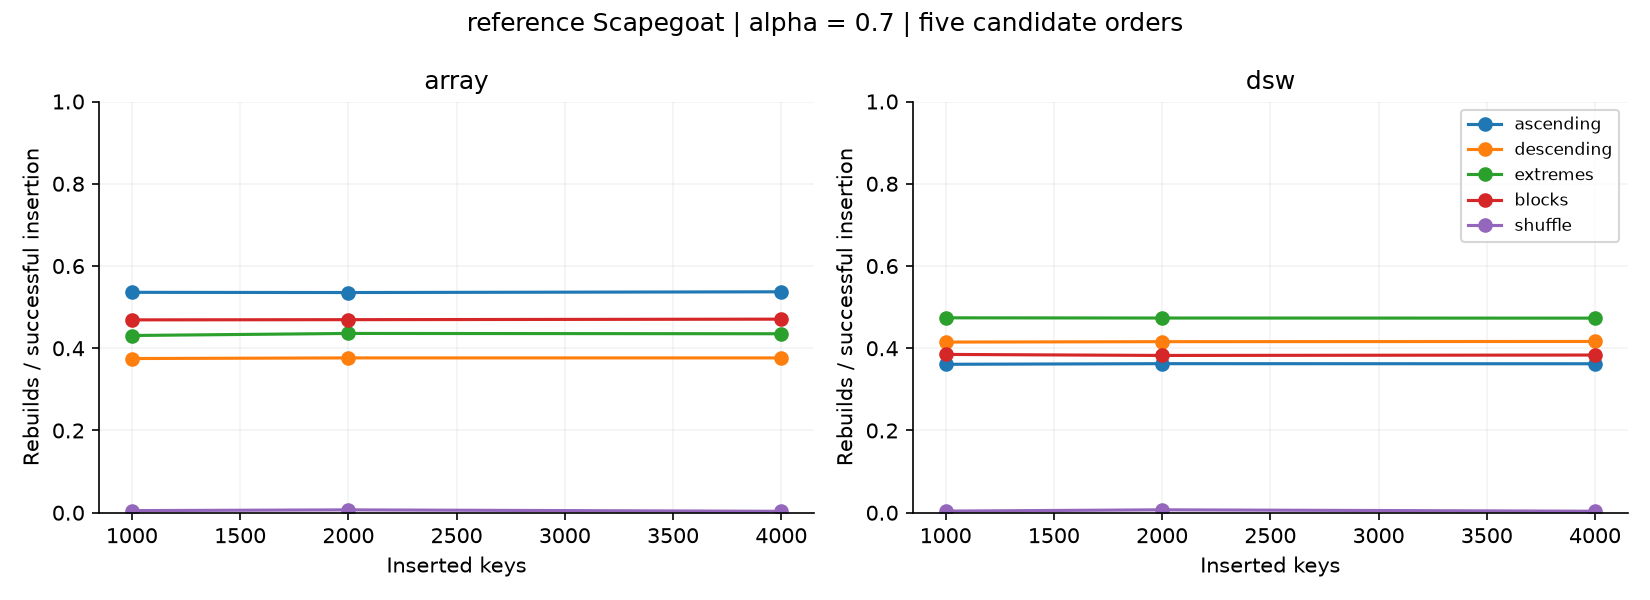 reference Scapegoat | alpha = 0.7 | five candidate orders
array
Rebuilds / successful insertion
1.0
0.8
0.6
0.4
0.2
0.0
1000 1500 2000 2500 3000 3500 4000
Inserted keys
dsw
Rebuilds / successful insertion
1.0
0.8
0.6
0.4
0.2
0.0
1000 1500 2000 2500 3000 3500 4000
Inserted keys
ascending
descending
extremes
blocks
shuffle